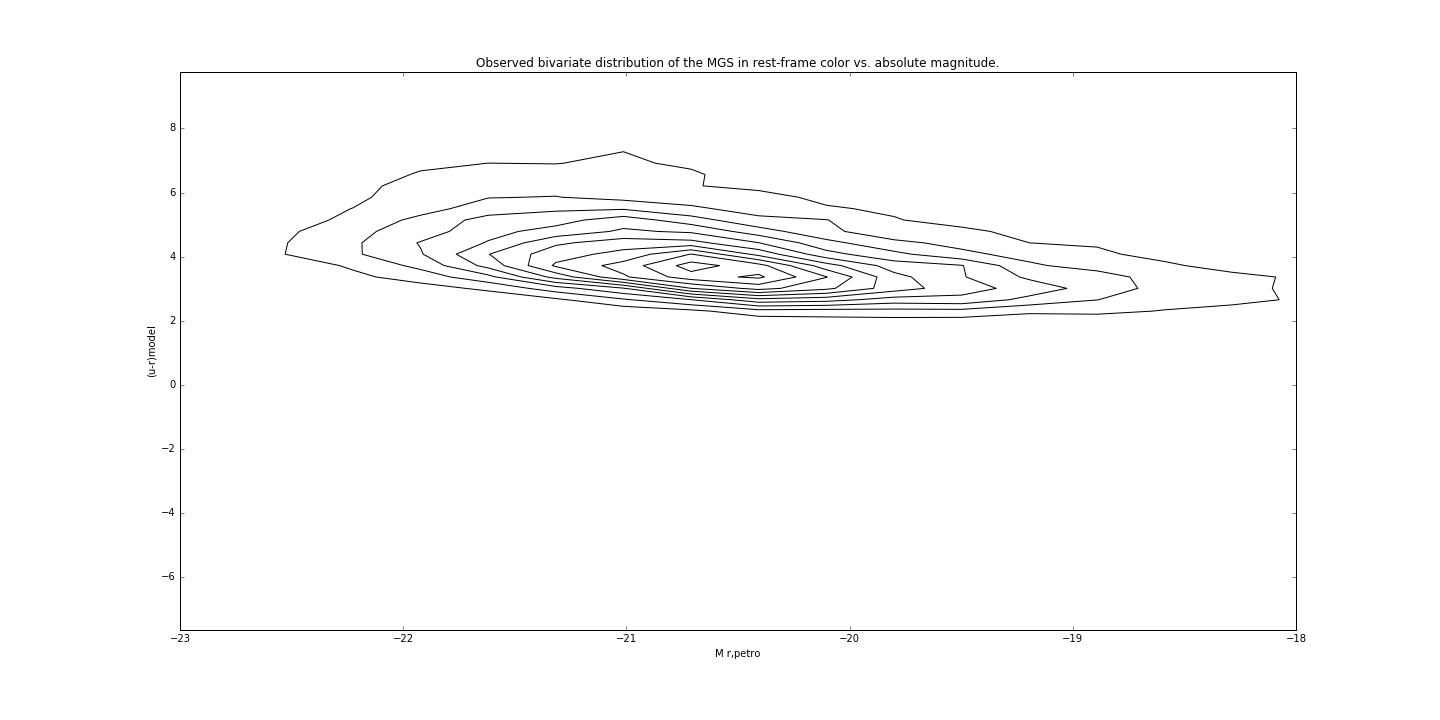 Observed bivariate distribution of the MGS in rest-frame color vs. absolute magnitude.
8
6
4
2
0
−2
−4
−6
(u-r)model
−23 −22 −21 −20 −19 −18
M r,petro